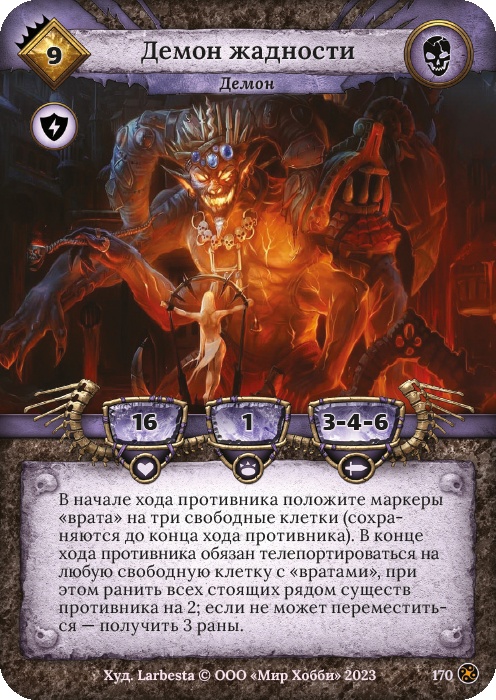 9
Демон жадности
Демон
16
1
3-4-6
В начале хода противника положите маркеры
«врата» на три свободные клетки (сохра-
няются до конца хода противника). В конце
хода противника обязан телепортироваться на
любую свободную клетку с «вратами», при
этом ранить всех стоящих рядом существ
противника на 2; если не может переместить-
ся — получить 3 раны.
Худ. Larbesta © ООО «Мир Хобби» 2023
170